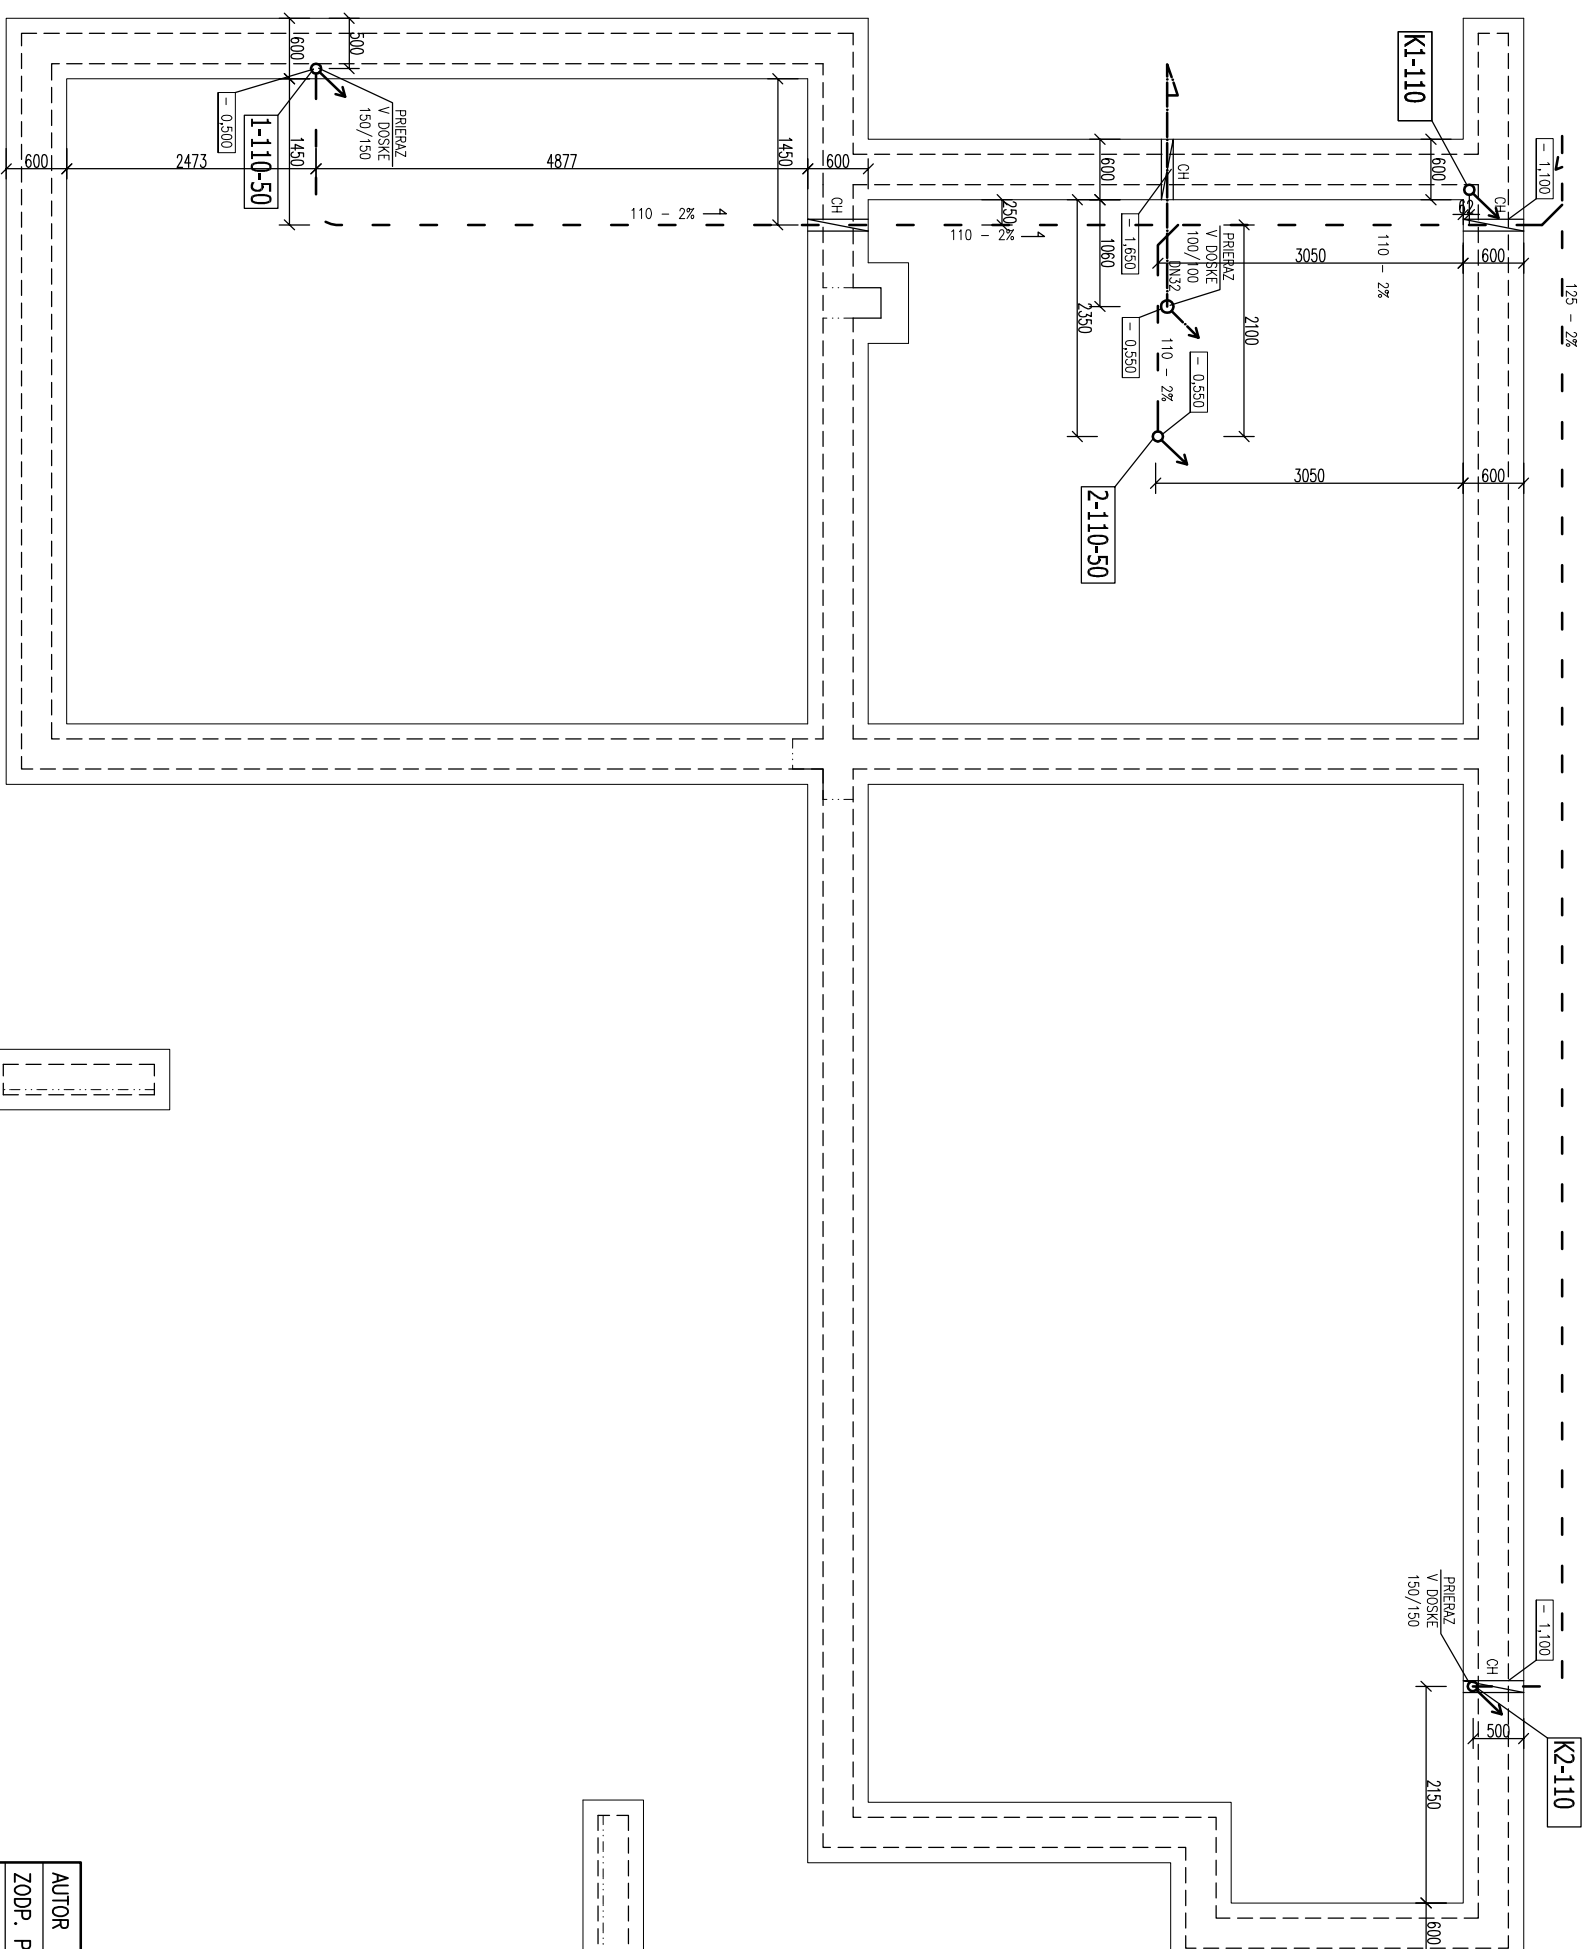 K1-110
- 1,100
CH
125 - 2%
62
600
600
3050
110 - 2%
500
600
PRIERAZ
V DOSKE
150/150
- 0,500
1-110-50
1450
600
2473
4877
1450
600
CH
110 - 2%
110 - 2%
250
600
CH
1060
- 1,650
PRIERAZ
V DOSKE
100/100
DN32
2350
2100
- 0,550
110 - 2%
- 0,550
2-110-50
3050
600
PRIERAZ
V DOSKE
150/150
- 1,100
CH
500
K2-110
2150
600
AUTOR
ZODP. P